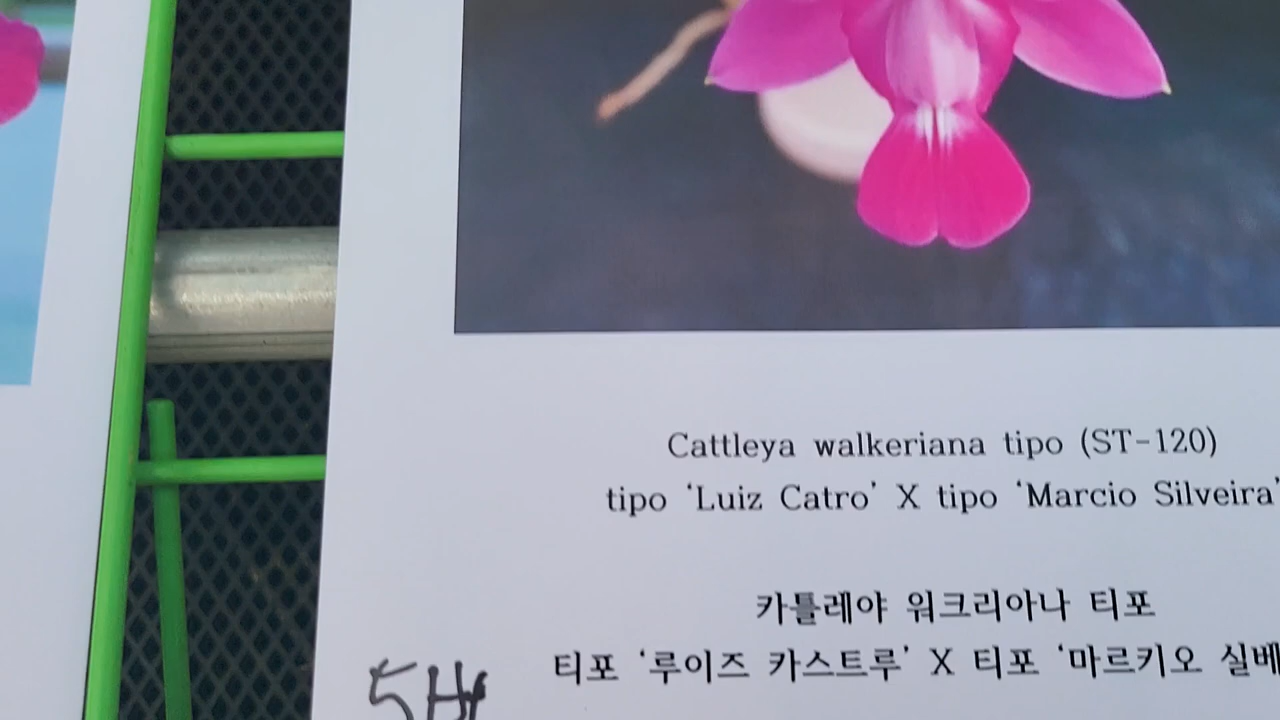 Cattleya walkeriana tipo (ST-120)
tipo ‘Luiz Catro’ X tipo ‘Marcio Silveira’
카틀레야 워크리아나 티포
티포 ‘루이즈 카스트루’ X 티포 ‘마르키오 실베